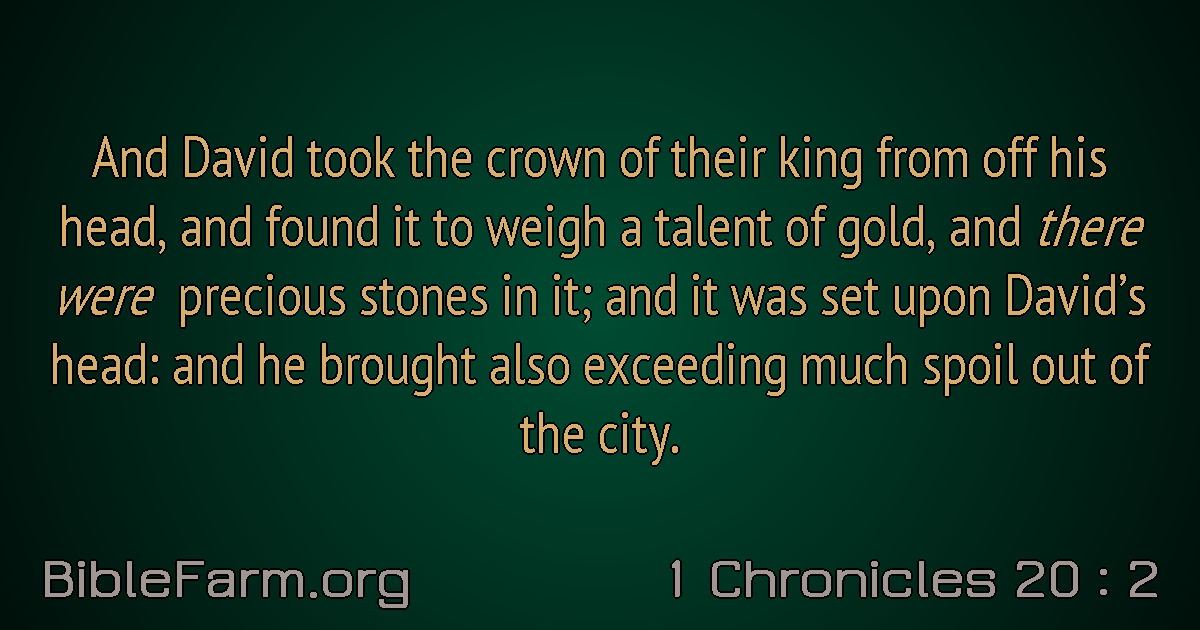 And David took the crown of their king from off his
head, and found it to weigh a talent of gold, and there
were precious stones in it; and it was set upon David’s
head: and he brought also exceeding much spoil out of
the city.
BibleFarm.org
1 Chronicles 20 : 2